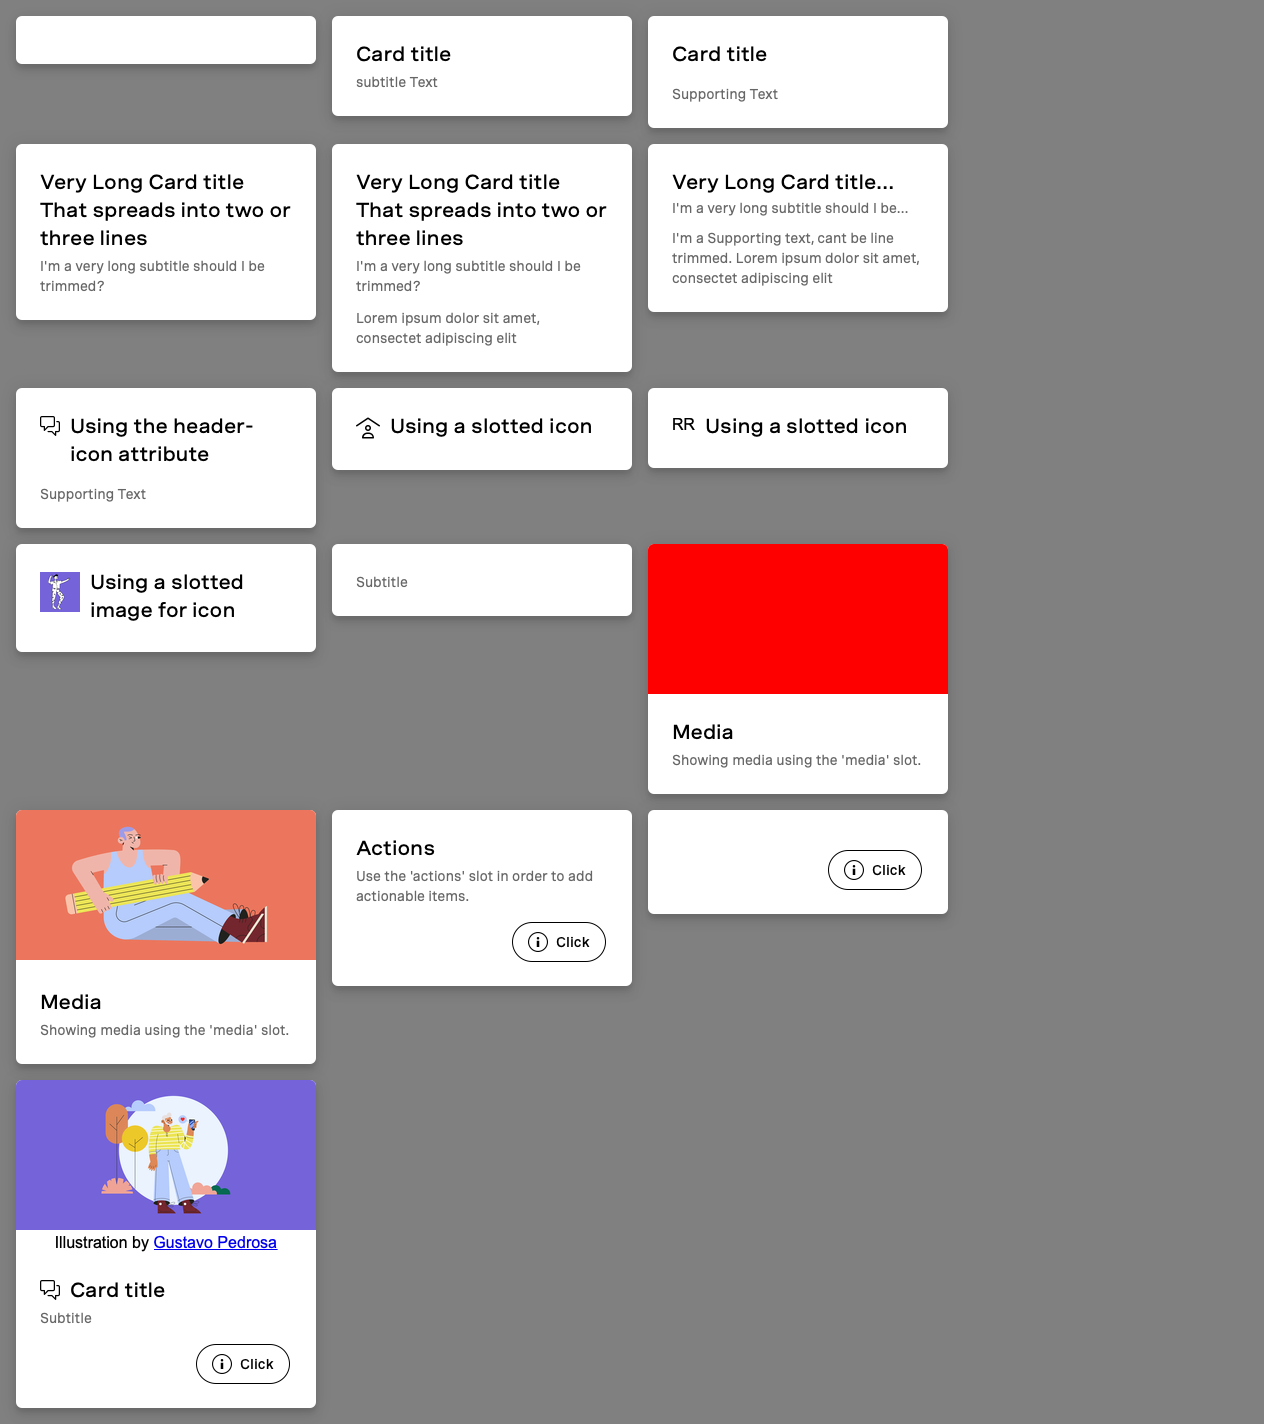 Card title
subtitle Text
Card title
Supporting Text
Very Long Card title
That spreads into two or
three lines
I'm a very long subtitle should I be
trimmed?
Very Long Card title
That spreads into two or
three lines
I'm a very long subtitle should I be
trimmed?
Lorem ipsum dolor sit amet,
consectet adipiscing elit
Very Long Card title...
I'm a very long subtitle should I be...
I'm a Supporting text, cant be line
trimmed. Lorem ipsum dolor sit amet,
consectet adipiscing elit
Using the header-
icon attribute
Supporting Text
Using a slotted icon
RR Using a slotted icon
Using a slotted
image for icon
Subtitle
Media
Showing media using the 'media' slot.
Media
Showing media using the 'media' slot.
Actions
Use the 'actions' slot in order to add
actionable items.
Click
Click
Illustration by Gustavo Pedrosa
Card title
Subtitle
Click